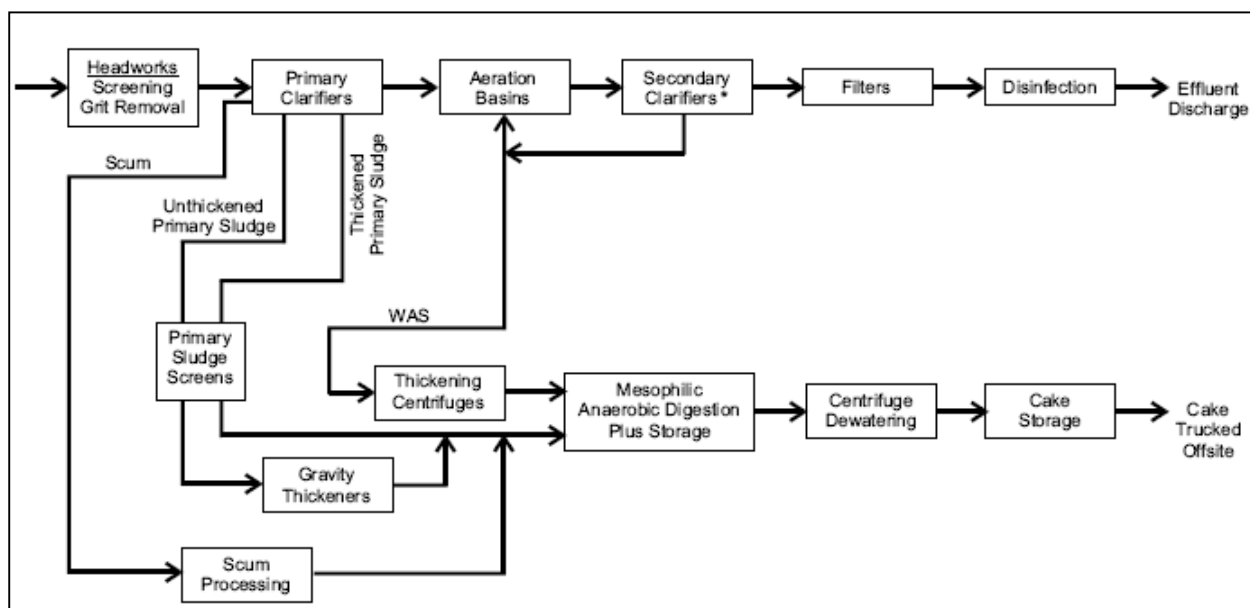 Headworks
Screening
Grit Removal
Primary
Clarifiers
Aeration
Basins
Secondary
Clarifiers*
Filters
Disinfection
Effluent
Discharge
Scum
Unthickened
Primary Sludge
Thickened
Primary Sludge
WAS
Primary
Sludge
Screens
Thickening
Centrifuges
Mesophilic
Anaerobic Digestion
Plus Storage
Centrifuge
Dewatering
Cake
Storage
Cake
Trucked
Offsite
Gravity
Thickeners
Scum
Processing